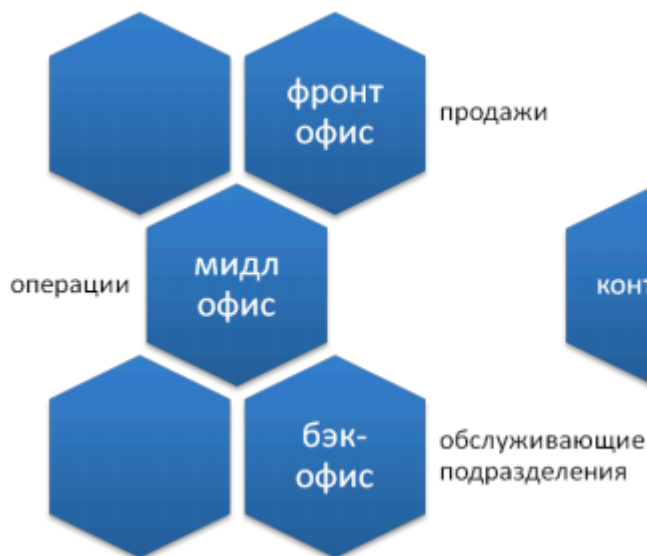 фронт
офис
продажи
операции
мидл
офис
бэк-
офис
обслуживающие
подразделения